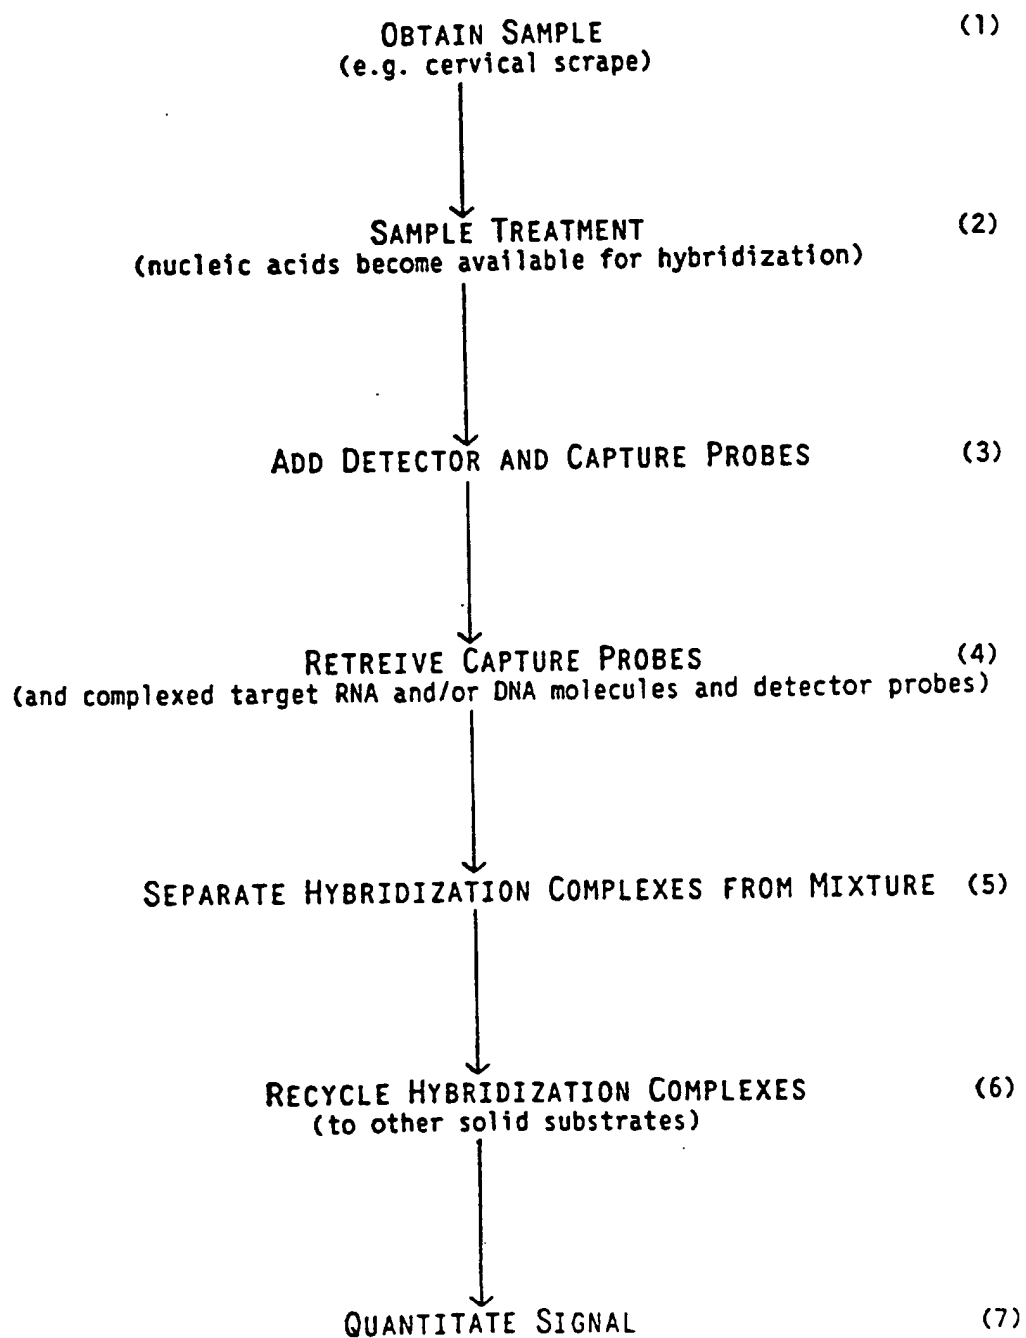 OBTAIN SAMPLE (1)
(e.g. cervical scrape)
SAMPLE TREATMENT (2)
(nucleic acids become available for hybridization)
ADD DETECTOR AND CAPTURE PROBES (3)
RETREIVE CAPTURE PROBES (4)
(and complexed target RNA and/or DNA molecules and detector probes)
SEPARATE HYBRIDIZATION COMPLEXES FROM MIXTURE (5)
RECYCLE HYBRIDIZATION COMPLEXES (6)
(to other solid substrates)
QUANTITATE SIGNAL (7)